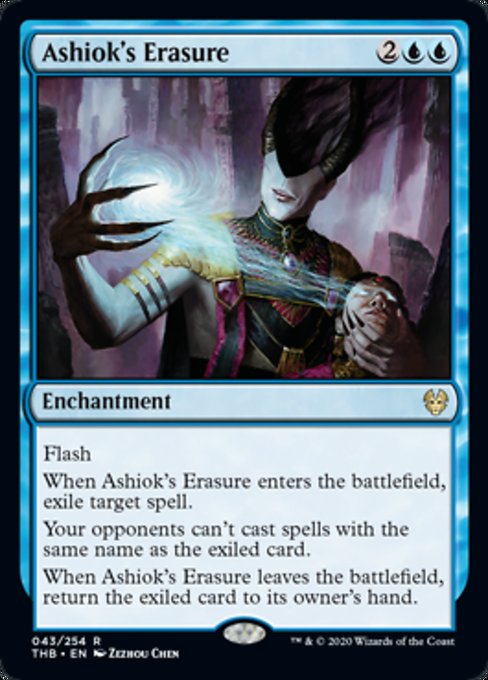 Ashiok's Erasure 2
Enchantment
Flash
When Ashiok's Erasure enters the battlefield,
exile target spell.
Your opponents can't cast spells with the
same name as the exiled card.
When Ashiok's Erasure leaves the battlefield,
return the exiled card to its owner's hand.
043/254 R
THB • EN Zezhou Chen
™ & © 2020 Wizards of the Coast